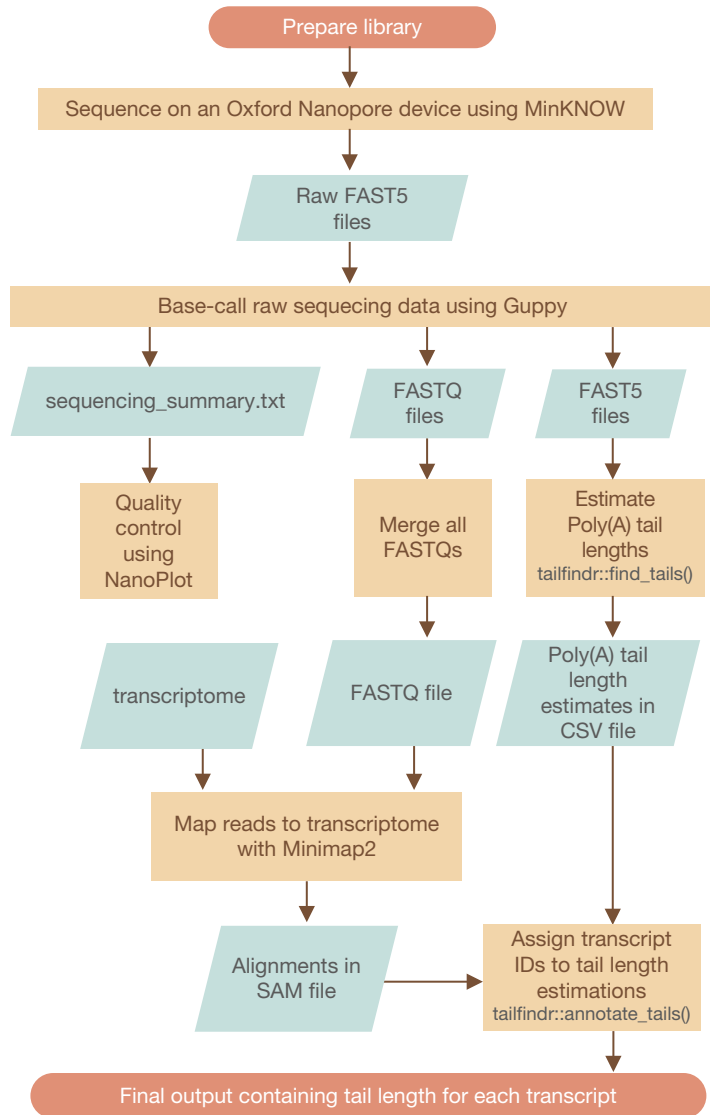 Prepare library
Sequence on an Oxford Nanopore device using MinKNOW
Raw FAST5
files
Base-call raw sequecing data using Guppy
sequencing_summary.txt
FASTQ
files
FAST5
files
Quality
control
using
NanoPlot
Merge all
FASTQs
Estimate
Poly(A) tail
lengths
tailfindr::find_tails()
transcriptome
FASTQ file
Poly(A) tail
length
estimates in
CSV file
Map reads to transcriptome
with Minimap2
Alignments in
SAM file
Assign transcript
IDs to tail length
estimations
tailfindr::annotate_tails()
Final output containing tail length for each transcript